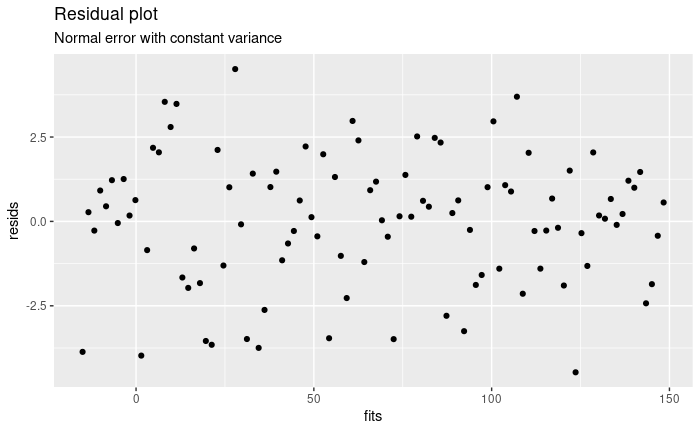 Residual plot
Normal error with constant variance
2.5
0.0
-2.5
resids
0 50 100 150
fits